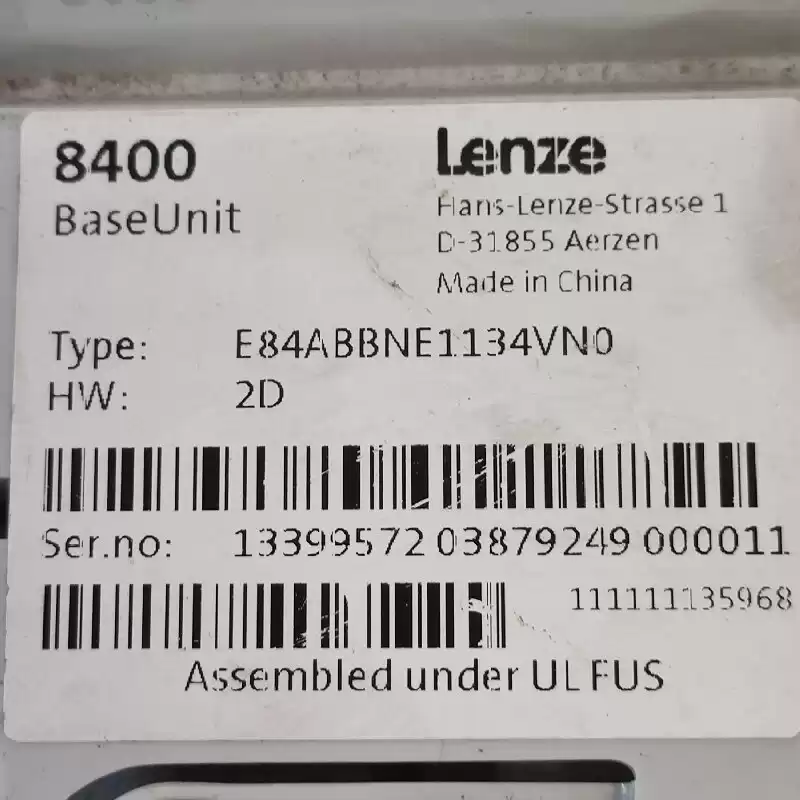 8400
BaseUnit
Lenze
Hans-Lenze-Strasse 1
D-31855 Aerzen
Made in China
Type: E84ABBNE1134VN0
HW: 2D
Ser.no: 13399572 03879249 000011
111111135968
Assembled under UL FUS